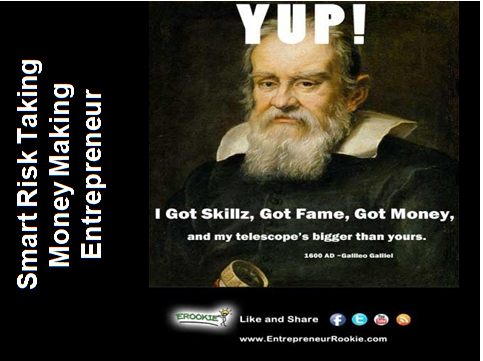 Smart Risk Taking
Money Making
Entrepreneur
YUP!
I Got Skillz, Got Fame, Got Money,
and my telescope's bigger than yours.
1600 AD ~Galileo Galilei
EROOKIE
Like and Share
www.EntrepreneurRookie.com